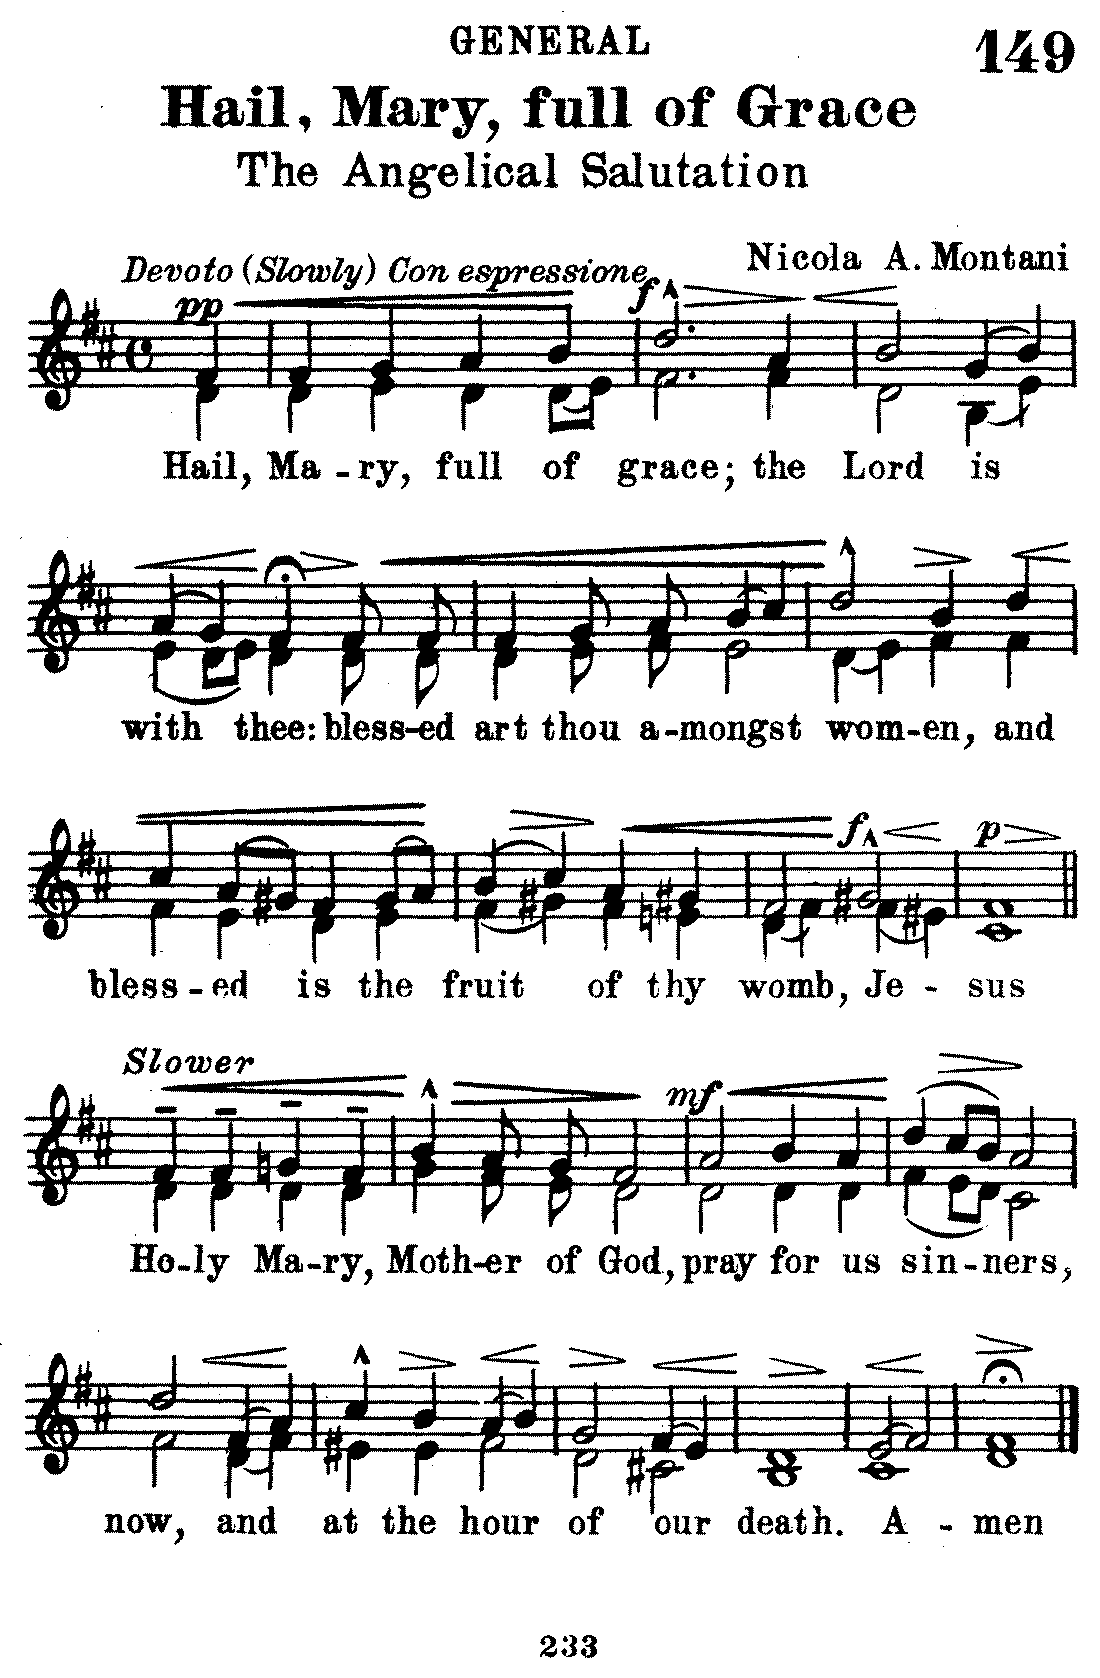 GENERAL
149
Hail, Mary, full of Grace
The Angelical Salutation
Nicola A. Montani
Devoto (Slowly) Con espressione
pp
f
Hail, Ma - ry, full of grace; the Lord is
with thee: bless-ed art thou a-mongst wom-en, and
f
p
bless - ed is the fruit of thy womb, Je - sus
Slower
mf
Ho-ly Ma-ry, Moth-er of God, pray for us sin-ners,
now, and at the hour of our death. A - men
233